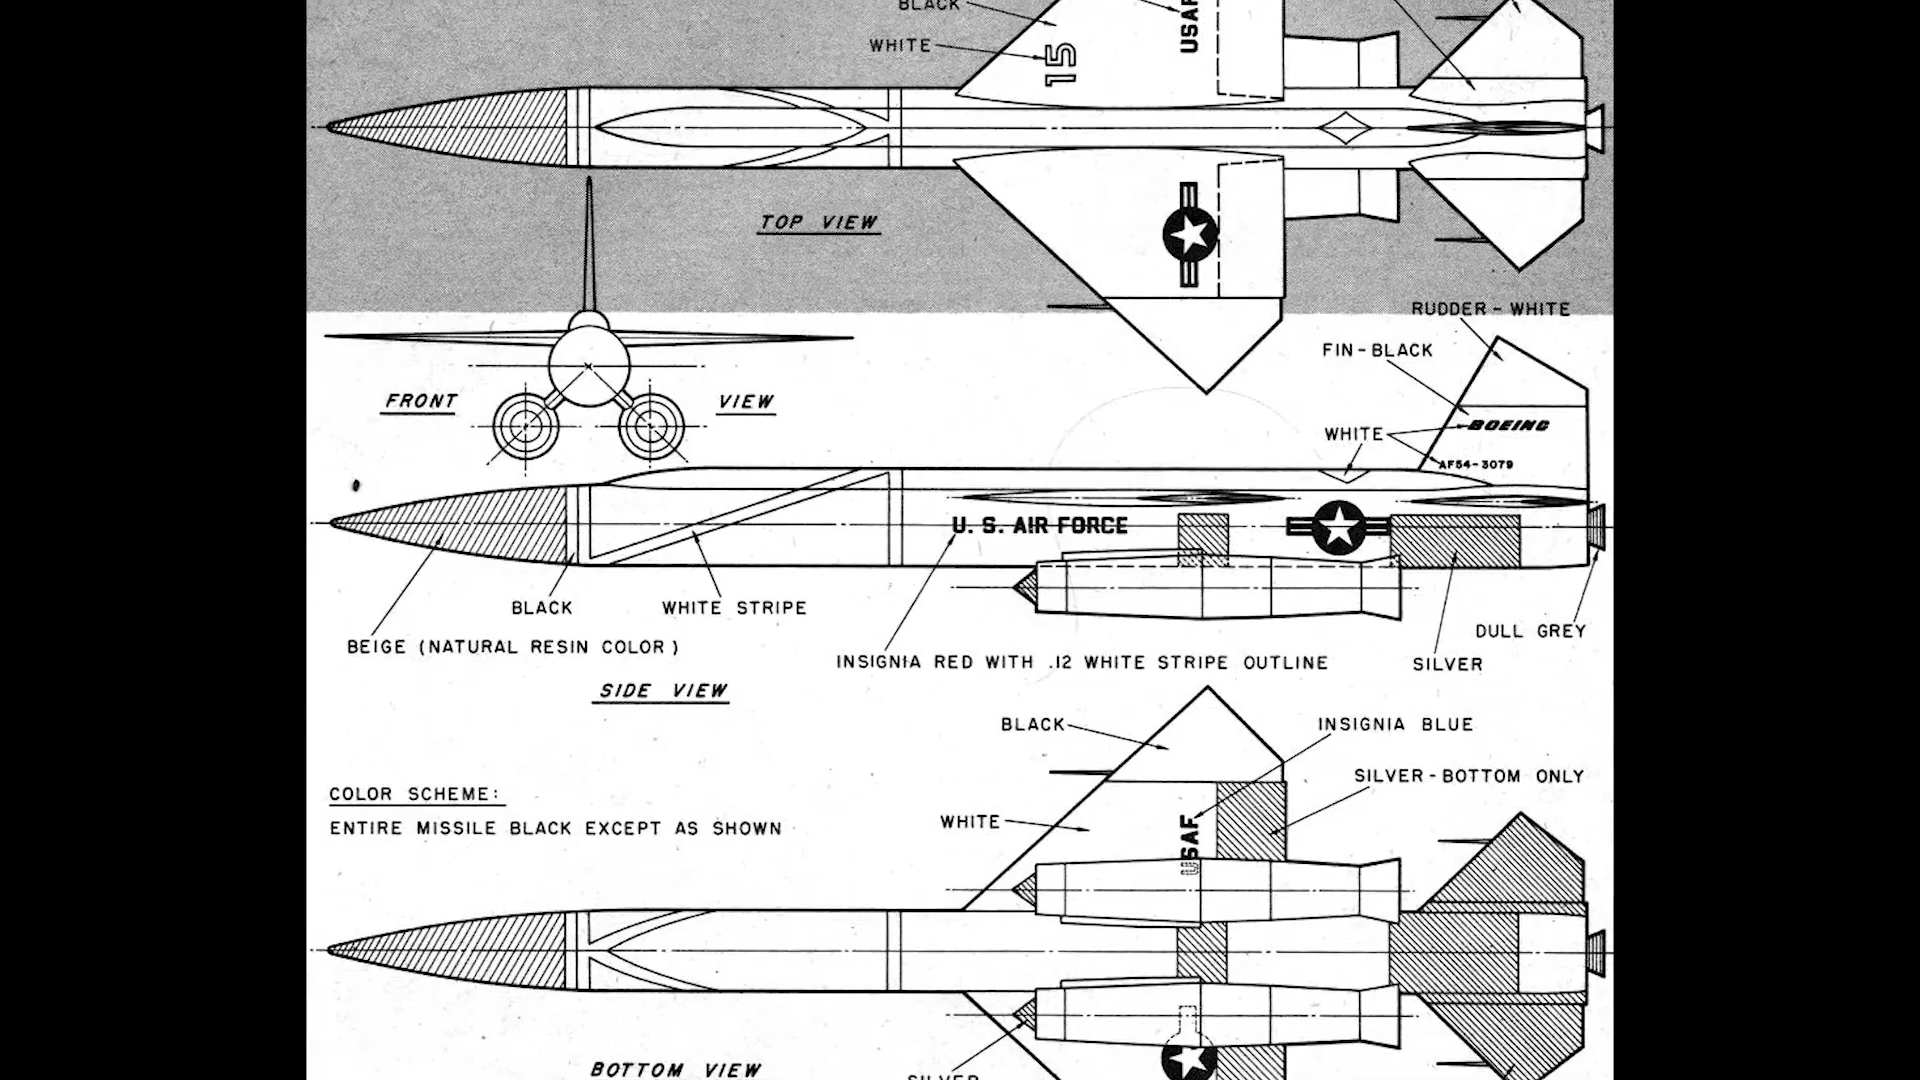 BLACK
WHITE
15
USAF
TOP VIEW
RUDDER - WHITE
FIN - BLACK
FRONT VIEW
WHITE
BOEING
AF54-3079
U. S. AIR FORCE
BLACK
WHITE STRIPE
DULL GREY
BEIGE (NATURAL RESIN COLOR)
INSIGNIA RED WITH .12 WHITE STRIPE OUTLINE
SILVER
SIDE VIEW
BLACK
INSIGNIA BLUE
SILVER - BOTTOM ONLY
COLOR SCHEME:
WHITE
ENTIRE MISSILE BLACK EXCEPT AS SHOWN
USAF
BOTTOM VIEW
SILVER